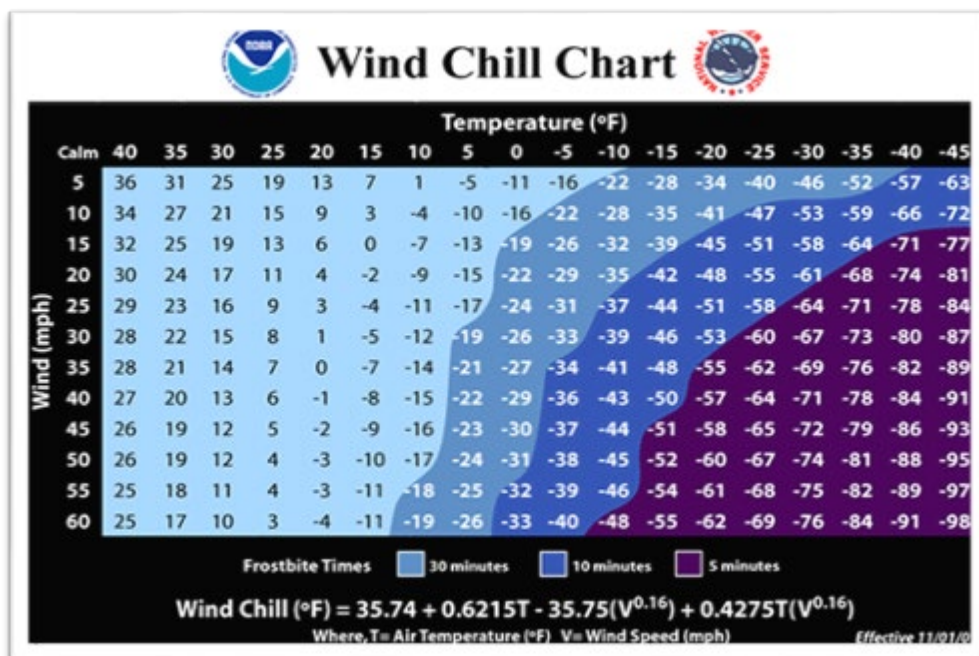 NOAA
Wind Chill Chart
NATIONAL SERVICE
Temperature (ºF)
Calm 40 35 30 25 20 15 10 5 0 -5 -10 -15 -20 -25 -30 -35 -40 -45
5 36 31 25 19 13 7 1 -5 -11 -16 -22 -28 -34 -40 -46 -52 -57 -63
10 34 27 21 15 9 3 -4 -10 -16 -22 -28 -35 -41 -47 -53 -59 -66 -72
15 32 25 19 13 6 0 -7 -13 -19 -26 -32 -39 -45 -51 -58 -64 -71 -77
20 30 24 17 11 4 -2 -9 -15 -22 -29 -35 -42 -48 -55 -61 -68 -74 -81
25 29 23 16 9 3 -4 -11 -17 -24 -31 -37 -44 -51 -58 -64 -71 -78 -84
30 28 22 15 8 1 -5 -12 -19 -26 -33 -39 -46 -53 -60 -67 -73 -80 -87
35 28 21 14 7 0 -7 -14 -21 -27 -34 -41 -48 -55 -62 -69 -76 -82 -89
40 27 20 13 6 -1 -8 -15 -22 -29 -36 -43 -50 -57 -64 -71 -78 -84 -91
45 26 19 12 5 -2 -9 -16 -23 -30 -37 -44 -51 -58 -65 -72 -79 -86 -93
50 26 19 12 4 -3 -10 -17 -24 -31 -38 -45 -52 -60 -67 -74 -81 -88 -95
55 25 18 11 4 -3 -11 -18 -25 -32 -39 -46 -54 -61 -68 -75 -82 -89 -97
60 25 17 10 3 -4 -11 -19 -26 -33 -40 -48 -55 -62 -69 -76 -84 -91 -98
Wind (mph)
Frostbite Times 30 minutes 10 minutes 5 minutes
Wind Chill (ºF) = 35.74 + 0.6215T - 35.75(V0.16) + 0.4275T(V0.16)
Where, T= Air Temperature (ºF) V= Wind Speed (mph)
Effective 11/01/0